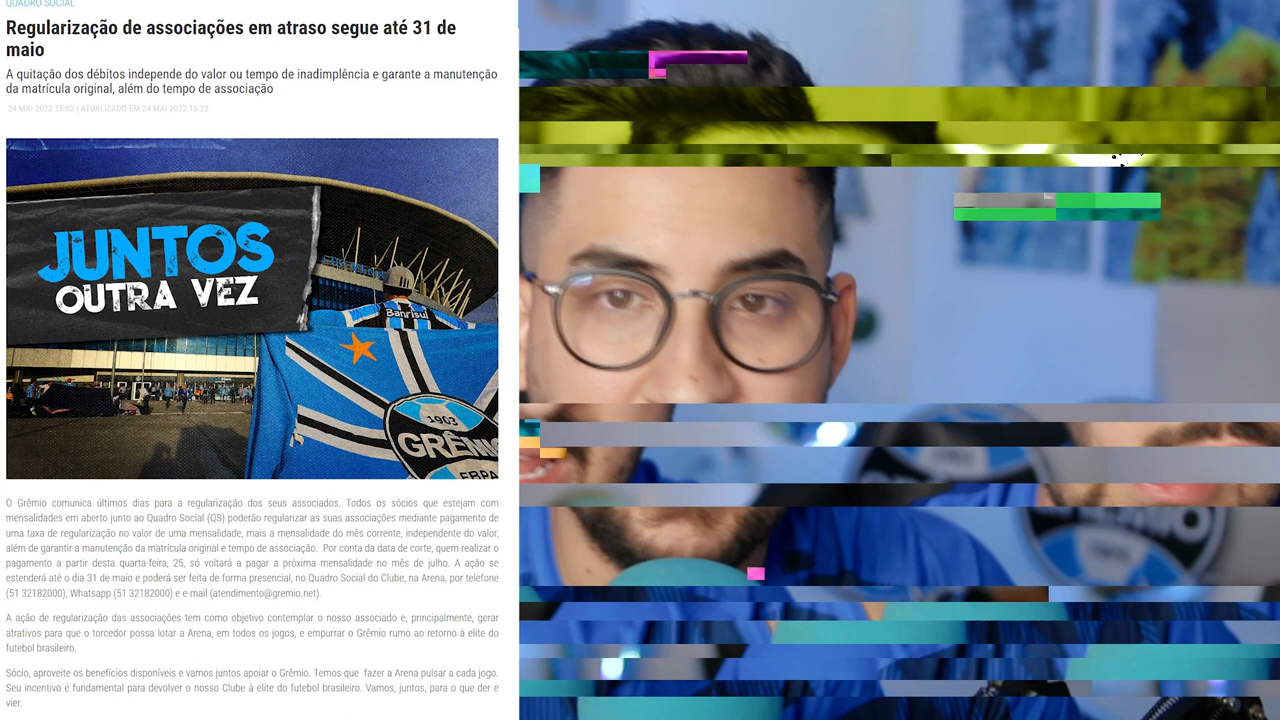 QUADRO SOCIAL
Regularização de associações em atraso segue até 31 de
maio
A quitação dos débitos independe do valor ou tempo de inadimplência e garante a manutenção
da matrícula original, além do tempo de associação
24 MAI 2022 15:02 | ATUALIZADO EM 24 MAI 2022 16:22
JUNTOS
OUTRA VEZ
Banrisul
1903
GRÊMIO
FBPA
O Grêmio comunica últimos dias para a regularização dos seus associados. Todos os sócios que estejam com
mensalidades em aberto junto ao Quadro Social (QS) poderão regularizar as suas associações mediante pagamento de
uma taxa de regularização no valor de uma mensalidade, mais a mensalidade do mês corrente, independente do valor,
além de garantir a manutenção da matrícula original e tempo de associação. Por conta da data de corte, quem realizar o
pagamento a partir desta quarta-feira, 25, só voltará a pagar a próxima mensalidade no mês de julho. A ação se
estenderá até o dia 31 de maio e poderá ser feita de forma presencial, no Quadro Social do Clube, na Arena, por telefone
(51 32182000), Whatsapp (51 32182000) e e-mail (atendimento@gremio.net).
A ação de regularização das associações tem como objetivo contemplar o nosso associado e, principalmente, gerar
atrativos para que o torcedor possa lotar a Arena, em todos os jogos, e empurrar o Grêmio rumo ao retorno à elite do
futebol brasileiro.
Sócio, aproveite os benefícios disponíveis e vamos juntos apoiar o Grêmio. Temos que fazer a Arena pulsar a cada jogo.
Seu incentivo é fundamental para devolver o nosso Clube à elite do futebol brasileiro. Vamos, juntos, para o que der e
vier.